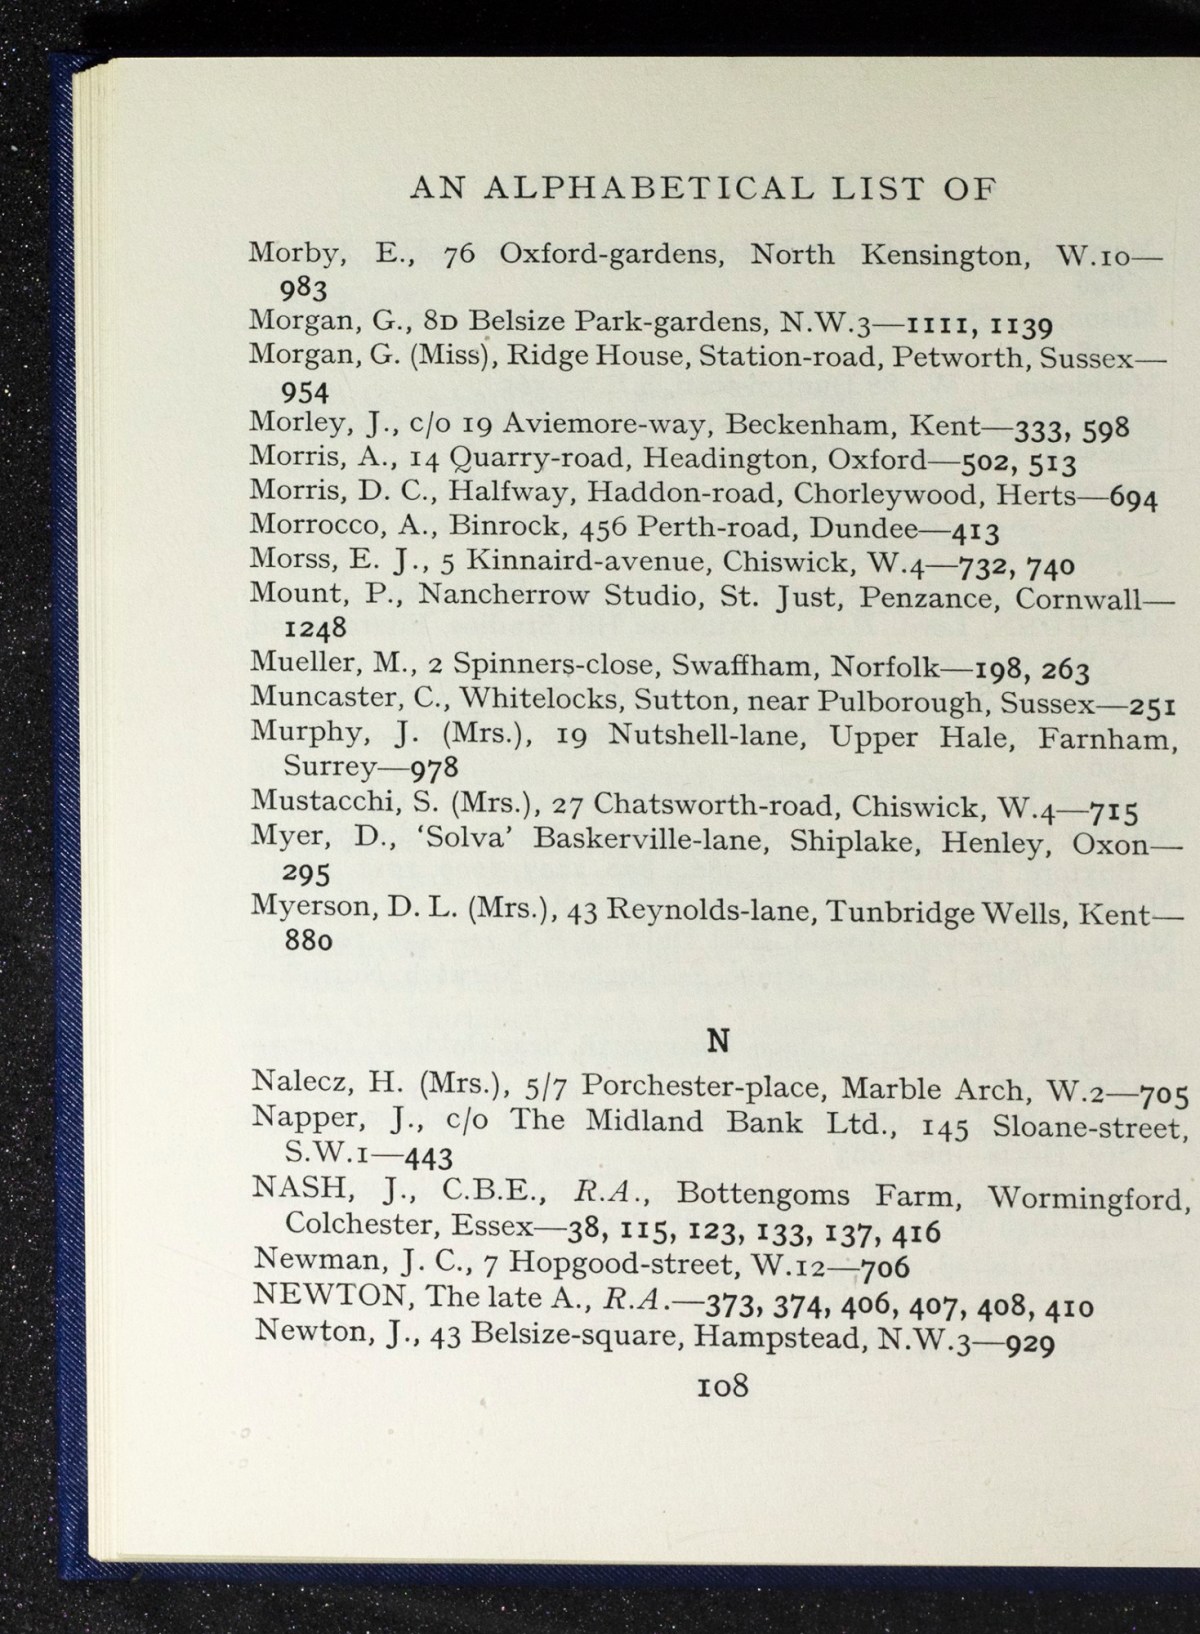 AN ALPHABETICAL LIST OF
Morby, E., 76 Oxford-gardens, North Kensington, W.10—
983
Morgan, G., 8D Belsize Park-gardens, N.W.3—1111, 1139
Morgan, G. (Miss), Ridge House, Station-road, Petworth, Sussex—
954
Morley, J., c/o 19 Aviemore-way, Beckenham, Kent—333, 598
Morris, A., 14 Quarry-road, Headington, Oxford—502, 513
Morris, D. C., Halfway, Haddon-road, Chorleywood, Herts—694
Morrocco, A., Binrock, 456 Perth-road, Dundee—413
Morss, E. J., 5 Kinnaird-avenue, Chiswick, W.4—732, 740
Mount, P., Nancherrow Studio, St. Just, Penzance, Cornwall—
1248
Mueller, M., 2 Spinners-close, Swaffham, Norfolk—198, 263
Muncaster, C., Whitelocks, Sutton, near Pulborough, Sussex—251
Murphy, J. (Mrs.), 19 Nutshell-lane, Upper Hale, Farnham,
Surrey—978
Mustacchi, S. (Mrs.), 27 Chatsworth-road, Chiswick, W.4—715
Myer, D., ‘Solva’ Baskerville-lane, Shiplake, Henley, Oxon—
295
Myerson, D. L. (Mrs.), 43 Reynolds-lane, Tunbridge Wells, Kent—
880
N
Nalecz, H. (Mrs.), 5/7 Porchester-place, Marble Arch, W.2—705
Napper, J., c/o The Midland Bank Ltd., 145 Sloane-street,
S.W.1—443
NASH, J., C.B.E., R.A., Bottengoms Farm, Wormingford,
Colchester, Essex—38, 115, 123, 133, 137, 416
Newman, J. C., 7 Hopgood-street, W.12—706
NEWTON, The late A., R.A.—373, 374, 406, 407, 408, 410
Newton, J., 43 Belsize-square, Hampstead, N.W.3—929
108